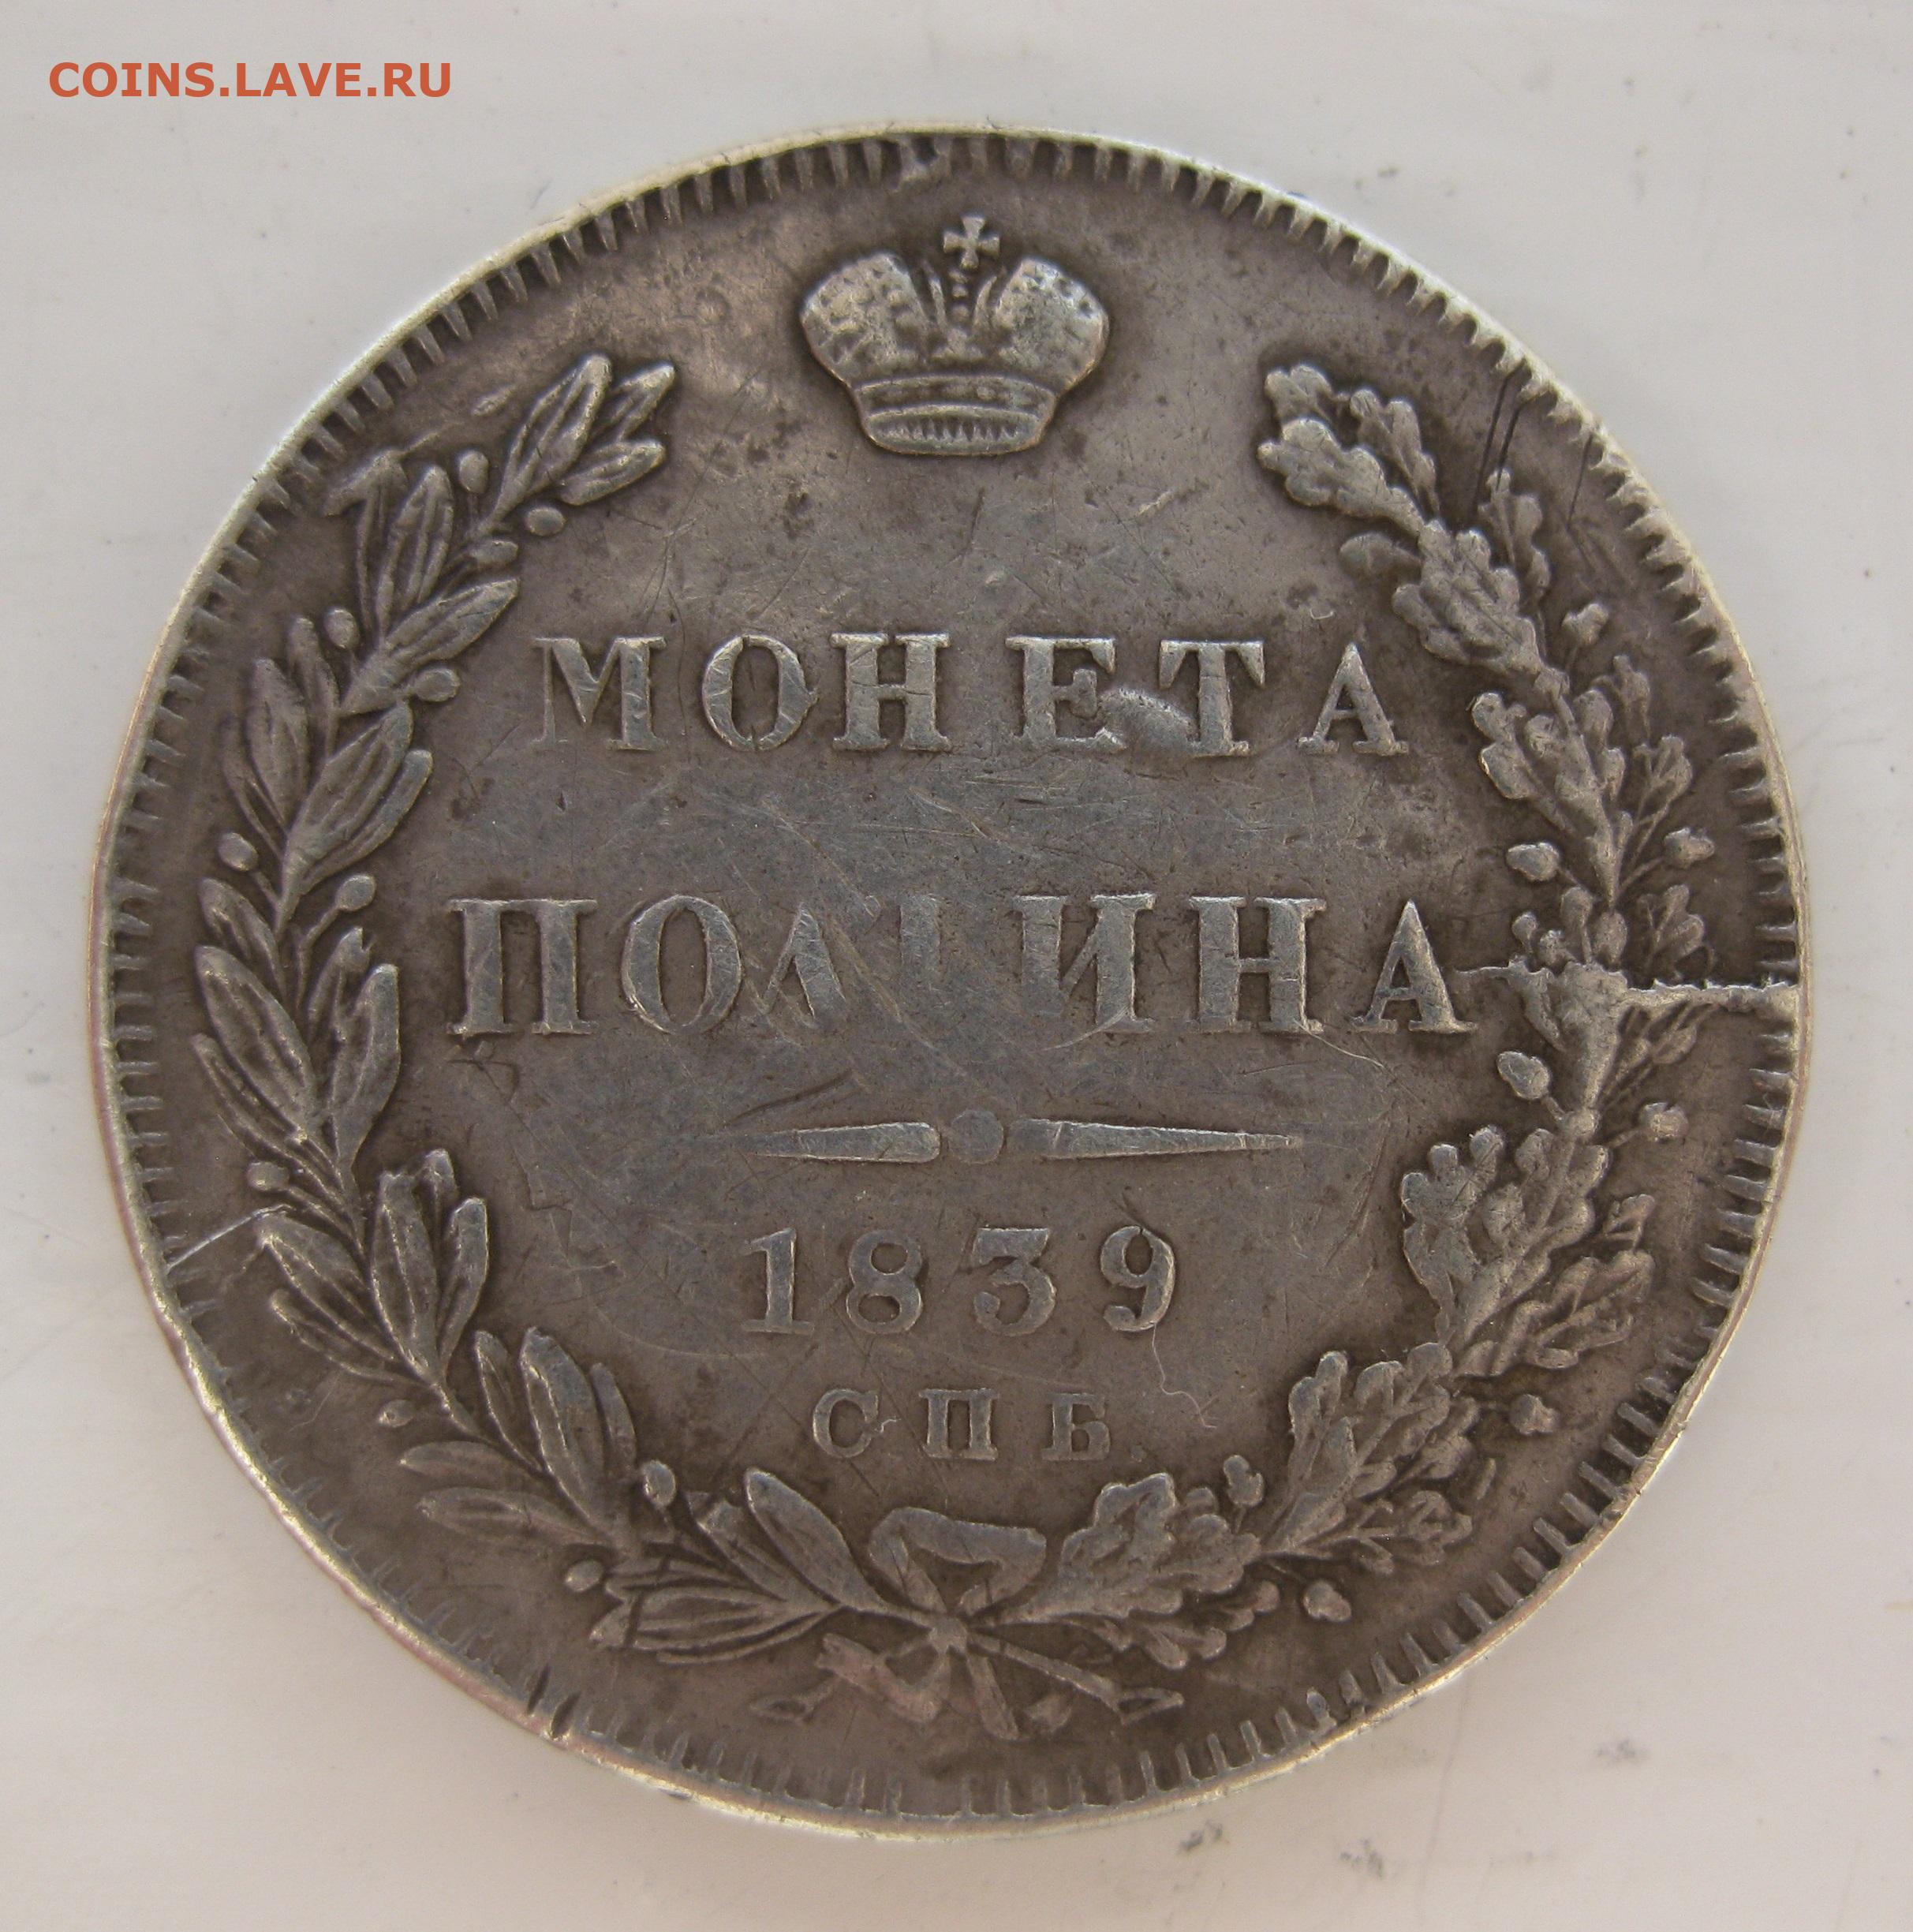 COINS.LAVE.RU
МОНЕТА
ПОЛТИНА
1839
СПБ.